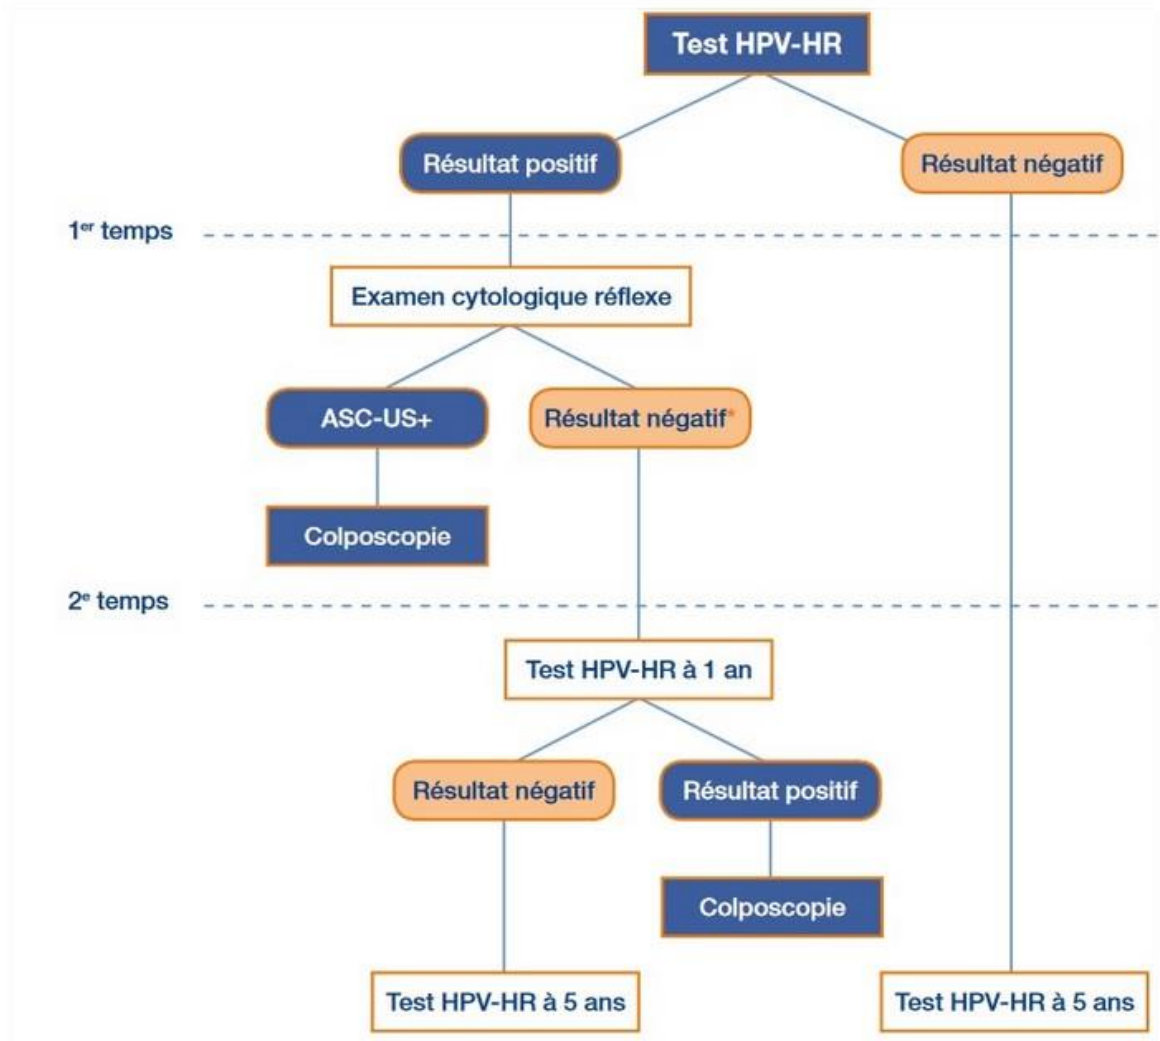 Test HPV-HR
Résultat positif
Résultat négatif
1er temps
Examen cytologique réflexe
ASC-US+
Résultat négatif*
Colposcopie
2e temps
Test HPV-HR à 1 an
Résultat négatif
Résultat positif
Colposcopie
Test HPV-HR à 5 ans
Test HPV-HR à 5 ans